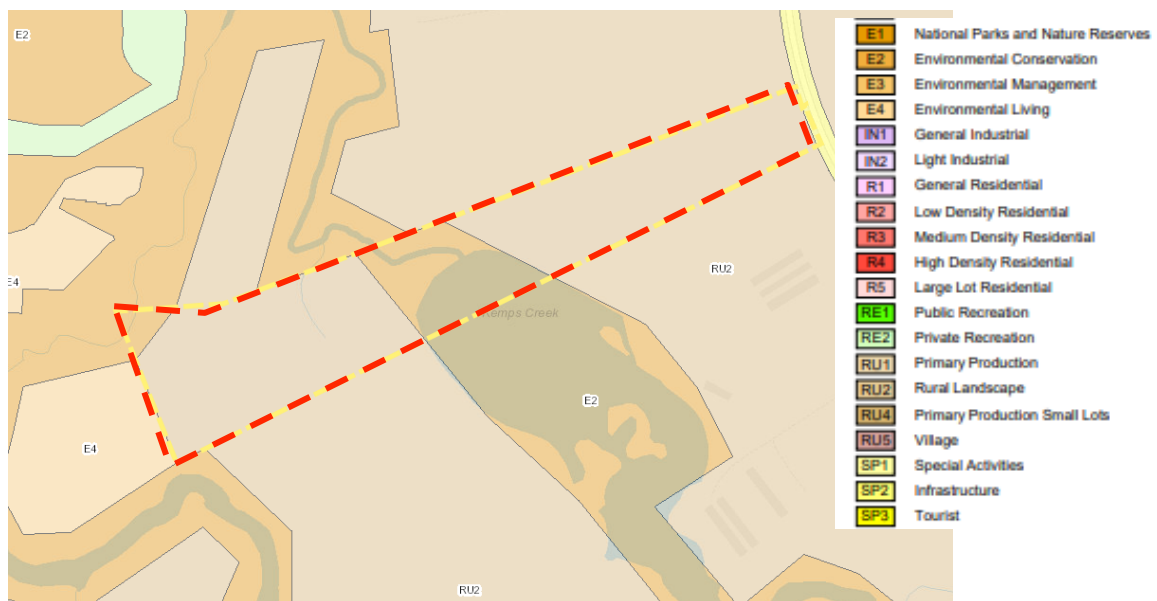 E2
E4
RU2
Kemps Creek
E2
E4
RU2
E1 National Parks and Nature Reserves
E2 Environmental Conservation
E3 Environmental Management
E4 Environmental Living
IN1 General Industrial
IN2 Light Industrial
R1 General Residential
R2 Low Density Residential
R3 Medium Density Residential
R4 High Density Residential
R5 Large Lot Residential
RE1 Public Recreation
RE2 Private Recreation
RU1 Primary Production
RU2 Rural Landscape
RU4 Primary Production Small Lots
RU5 Village
SP1 Special Activities
SP2 Infrastructure
SP3 Tourist